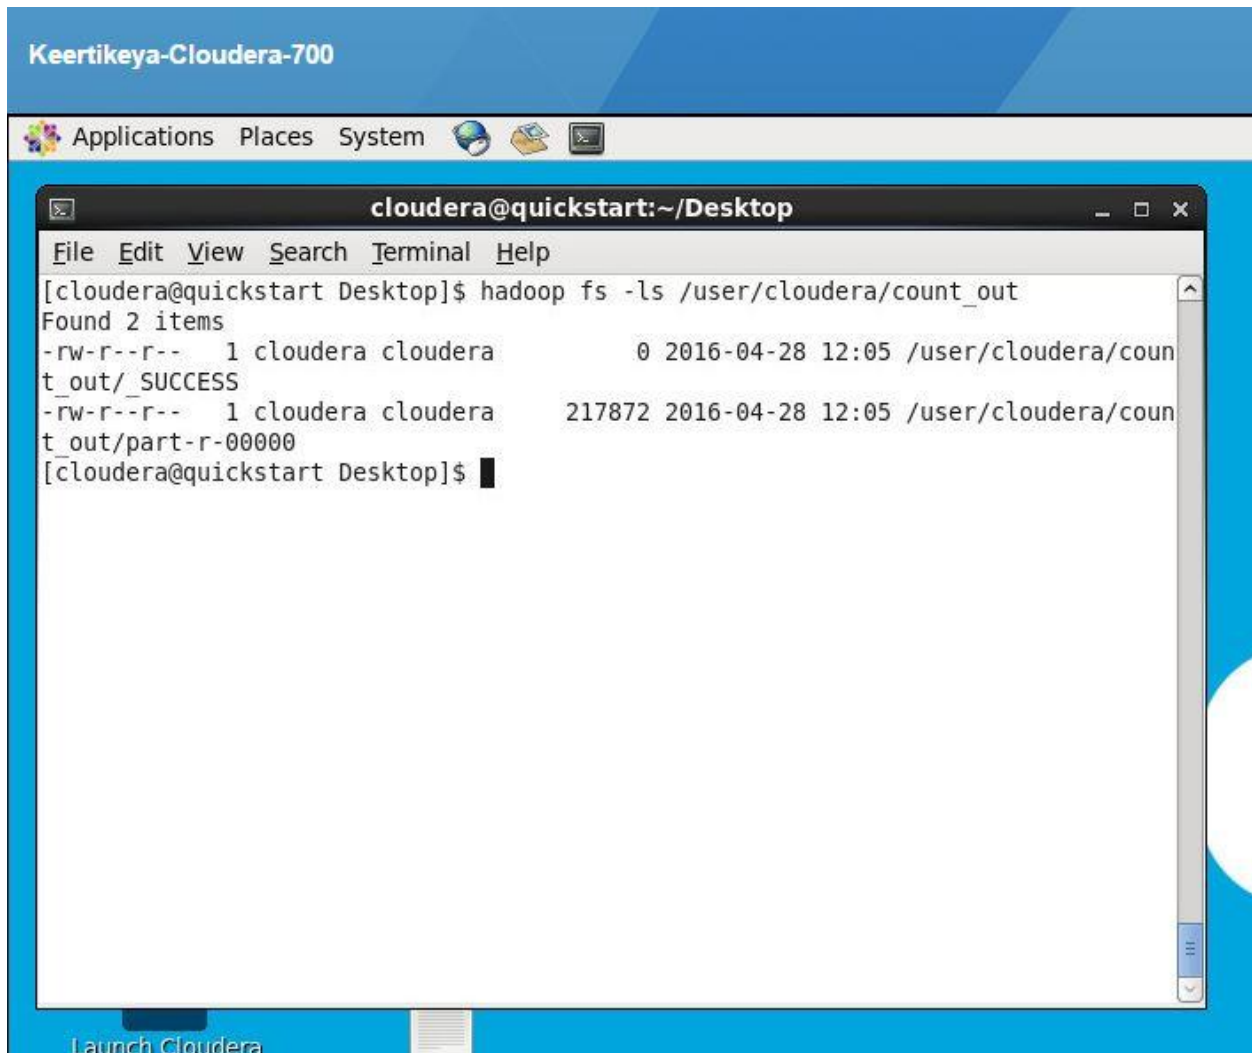 Keertikeya-Cloudera-700
Applications Places System
cloudera@quickstart:~/Desktop
File Edit View Search Terminal Help
[cloudera@quickstart Desktop]$ hadoop fs -ls /user/cloudera/count_out
Found 2 items
-rw-r--r--   1 cloudera cloudera          0 2016-04-28 12:05 /user/cloudera/coun
t_out/_SUCCESS
-rw-r--r--   1 cloudera cloudera     217872 2016-04-28 12:05 /user/cloudera/coun
t_out/part-r-00000
[cloudera@quickstart Desktop]$
Launch Cloudera